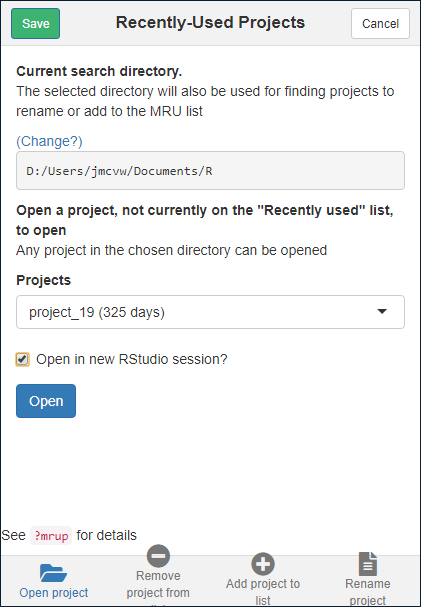 Save
Recently-Used Projects
Cancel
Current search directory.
The selected directory will also be used for finding projects to
rename or add to the MRU list
(Change?)
D:/Users/jmcvw/Documents/R
Open a project, not currently on the "Recently used" list,
to open
Any project in the chosen directory can be opened
Projects
project_19 (325 days)
Open in new RStudio session?
Open
See ?mrup for details
Open project
Remove
project from
Add project to
list
Rename
project